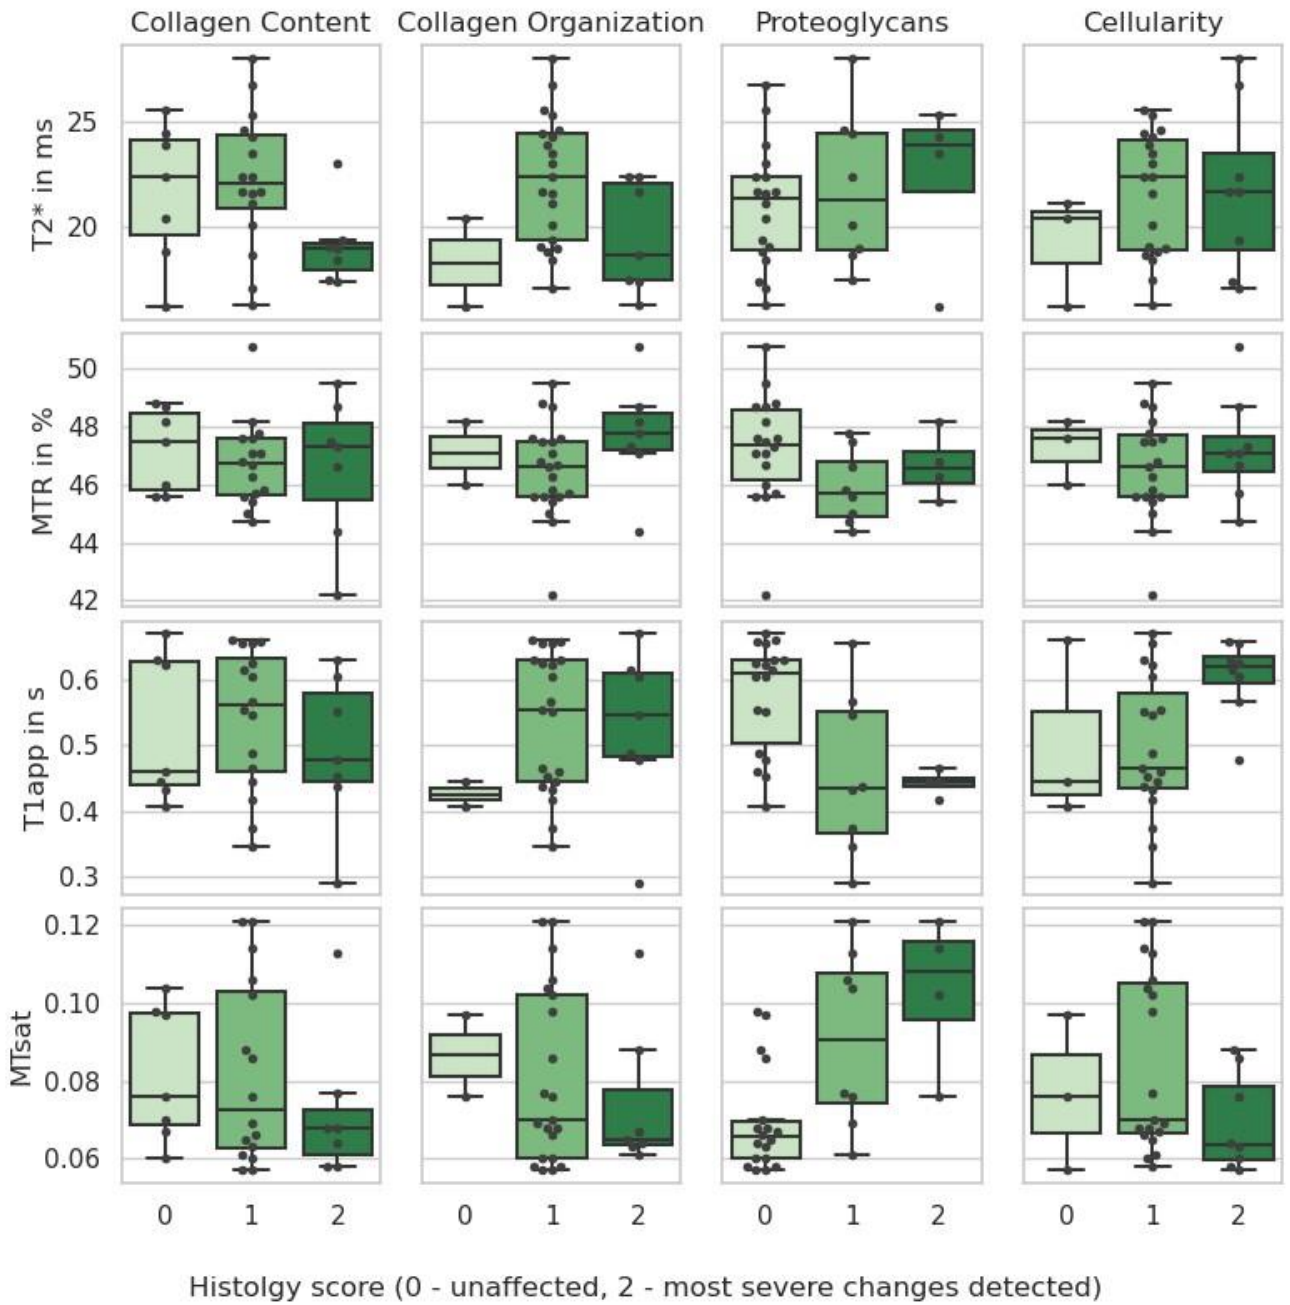 Collagen Content Collagen Organization Proteoglycans Cellularity
T2* in ms
25
20
MTR in %
50
48
46
44
42
T1app in s
0.6
0.5
0.4
0.3
MTsat
0.12
0.10
0.08
0.06
0 1 2 0 1 2 0 1 2 0 1 2
Histolgy score (0 - unaffected, 2 - most severe changes detected)